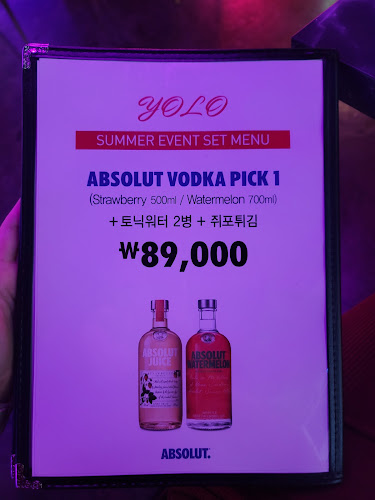 YOLO
SUMMER EVENT SET MENU
ABSOLUT VODKA PICK 1
(Strawberry 500ml / Watermelon 700ml)
+ 토닉워터 2병 + 쥐포튀김
₩89,000
ABSOLUT
JUICE
ABSOLUT
WATERMELON
ABSOLUT.